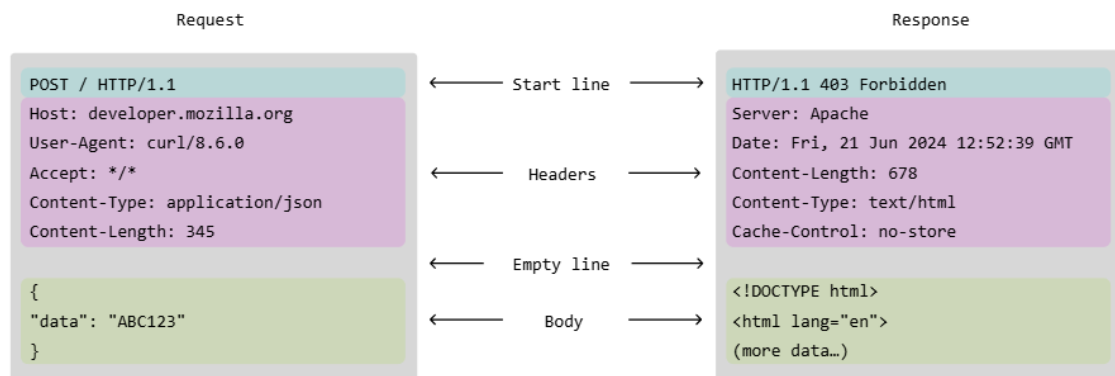 Request
POST / HTTP/1.1
Host: developer.mozilla.org
User-Agent: curl/8.6.0
Accept: */*
Content-Type: application/json
Content-Length: 345
{
"data": "ABC123"
}
Start line
Headers
Empty line
Body
Response
HTTP/1.1 403 Forbidden
Server: Apache
Date: Fri, 21 Jun 2024 12:52:39 GMT
Content-Length: 678
Content-Type: text/html
Cache-Control: no-store
<!DOCTYPE html>
<html lang="en">
(more data…)